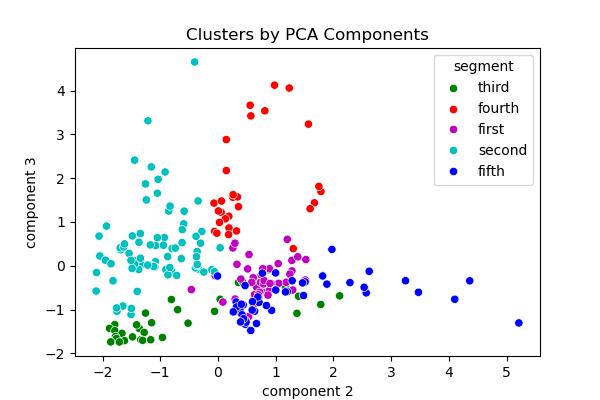 Clusters by PCA Components
segment
third
fourth
first
second
fifth
component 3
4
3
2
1
0
−1
−2
−2
−1
0
1
2
3
4
5
component 2